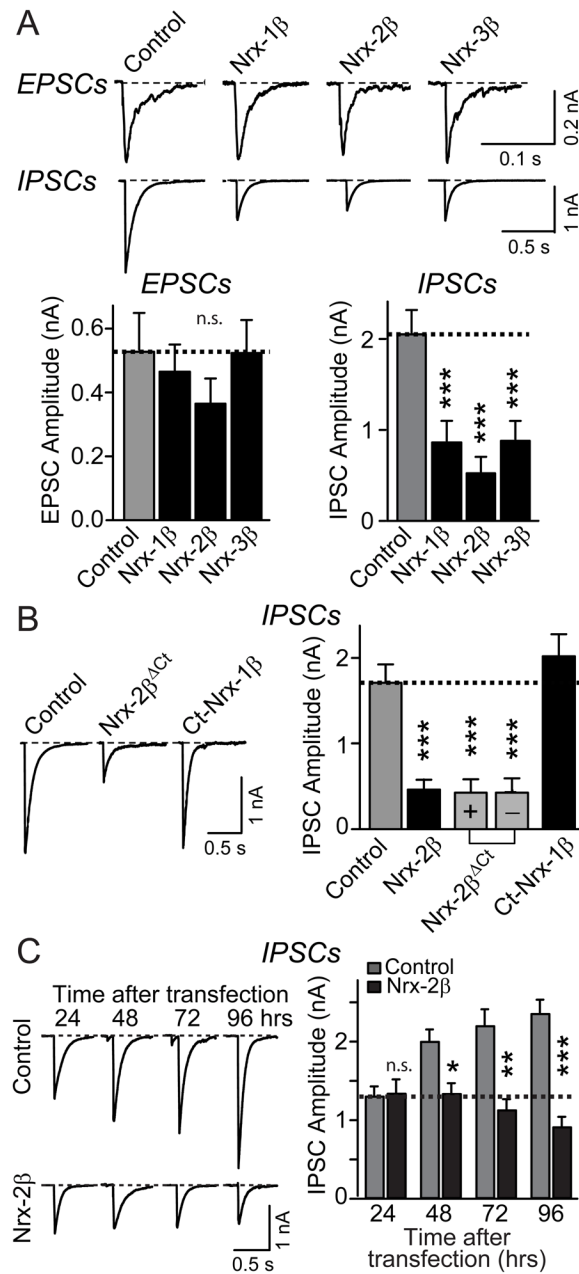 A
Control
Nrx-1β
Nrx-2β
Nrx-3β
EPSCs
0.2 nA
0.1 s
IPSCs
1 nA
0.5 s
EPSCs
EPSC Amplitude (nA)
0.6
0.4
0.2
0.0
n.s.
Control
Nrx-1β
Nrx-2β
Nrx-3β
IPSCs
IPSC Amplitude (nA)
2
1
0
***
***
***
Control
Nrx-1β
Nrx-2β
Nrx-3β
B
IPSCs
Control
Nrx-2βΔCt
Ct-Nrx-1β
1 nA
0.5 s
IPSC Amplitude (nA)
2
1
0
***
***
***
+
–
Control
Nrx-2β
Nrx-2βΔCt
Ct-Nrx-1β
C
IPSCs
Time after transfection
24 48 72 96 hrs
Control
Nrx-2β
1 nA
0.5 s
Control
Nrx-2β
IPSC Amplitude (nA)
2
1
0
n.s.
*
**
***
24 48 72 96
Time after
transfection (hrs)